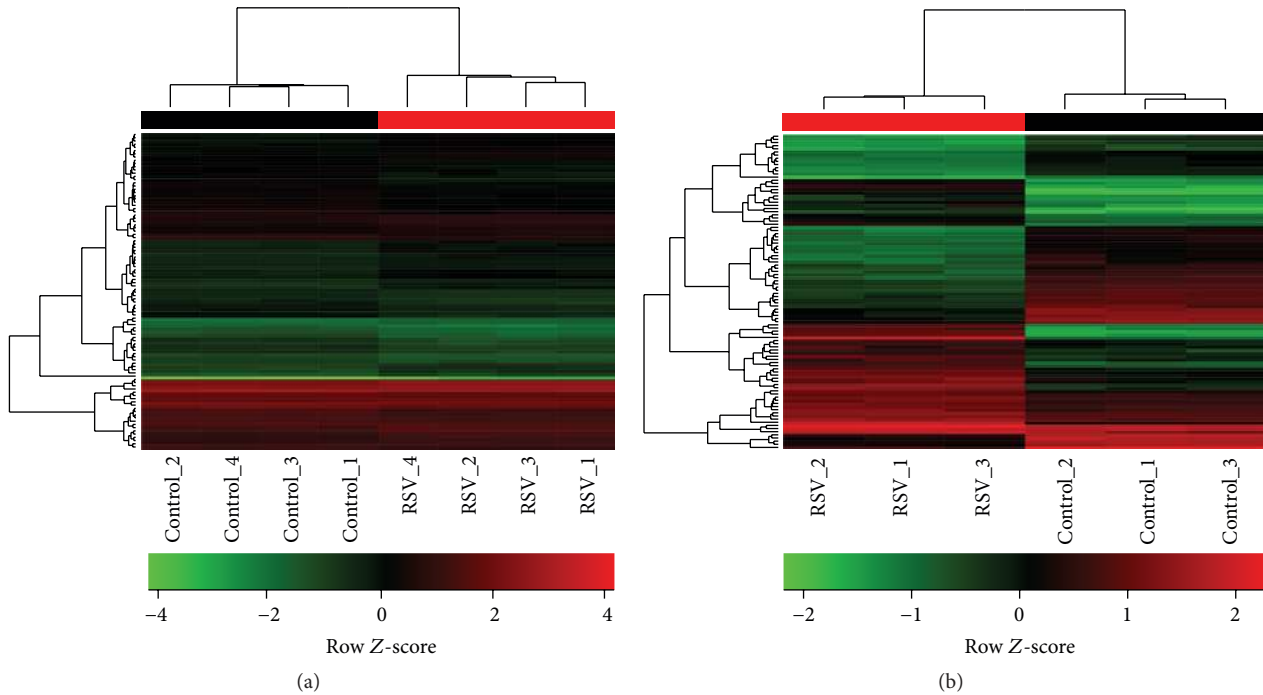 Control_2
Control_4
Control_3
Control_1
RSV_4
RSV_2
RSV_3
RSV_1
−4
−2
0
2
4
Row Z-score
(a)
RSV_2
RSV_1
RSV_3
Control_2
Control_1
Control_3
−2
−1
0
1
2
Row Z-score
(b)